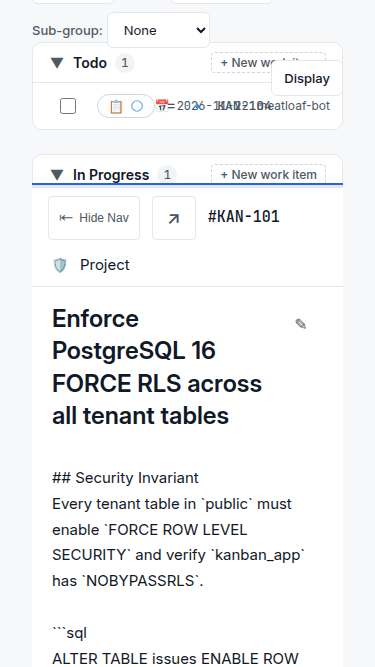 Sub-group: None
Todo 1 + New work item
Display
meatloaf-bot
In Progress 1 + New work item
Hide Nav #KAN-101
Project
Enforce
PostgreSQL 16
FORCE RLS across
all tenant tables
## Security Invariant
Every tenant table in `public` must
enable `FORCE ROW LEVEL
SECURITY` and verify `kanban_app`
has `NOBYPASSRLS`.
```sql
ALTER TABLE issues ENABLE ROW